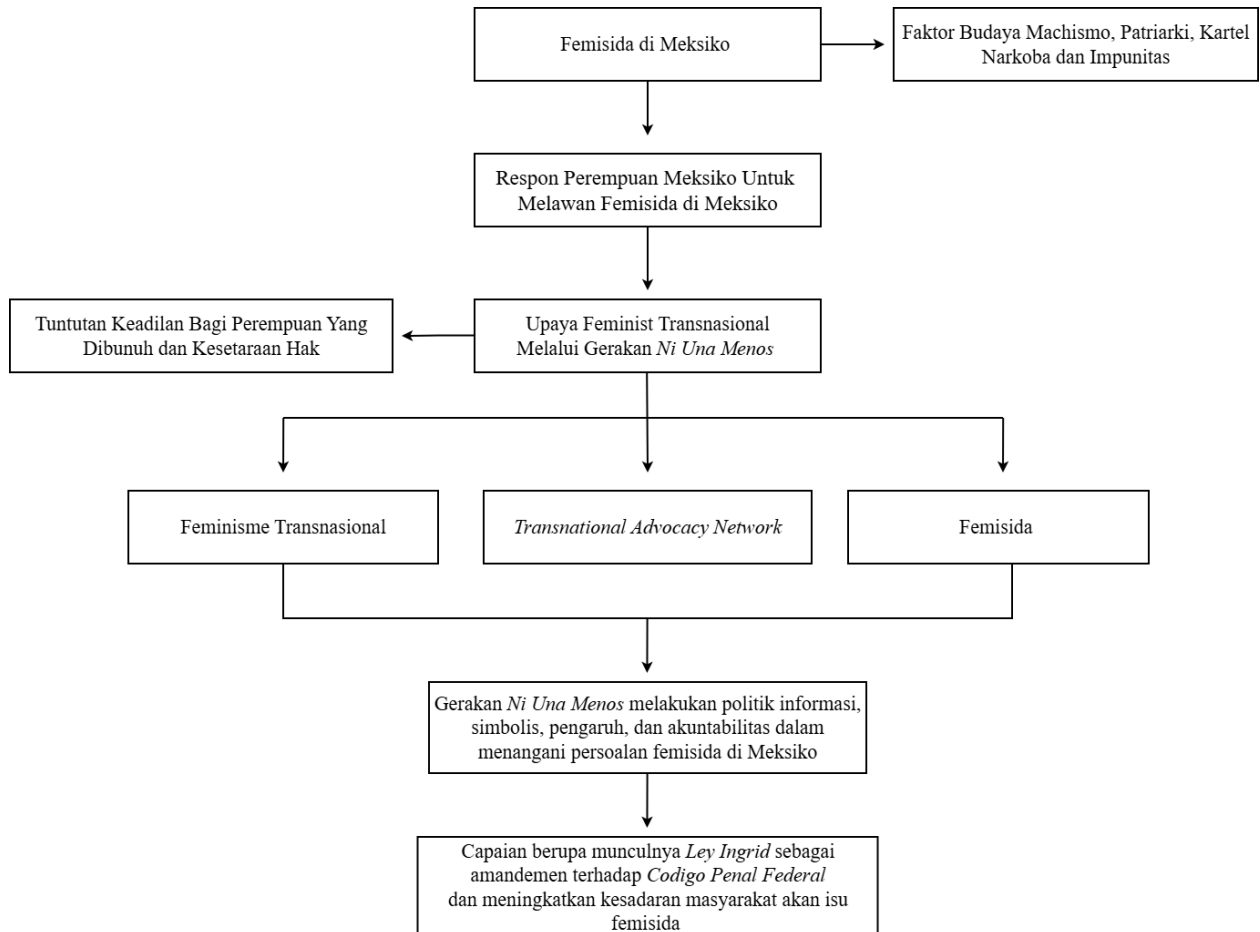 Femisida di Meksiko
Faktor Budaya Machismo, Patriarki, Kartel
Narkoba dan Impunitas
Respon Perempuan Meksiko Untuk
Melawan Femisida di Meksiko
Tuntutan Keadilan Bagi Perempuan Yang
Dibunuh dan Kesetaraan Hak
Upaya Feminist Transnasional
Melalui Gerakan Ni Una Menos
Feminisme Transnasional
Transnational Advocacy Network
Femisida
Gerakan Ni Una Menos melakukan politik informasi,
simbolis, pengaruh, dan akuntabilitas dalam
menangani persoalan femisida di Meksiko
Capaian berupa munculnya Ley Ingrid sebagai
amandemen terhadap Codigo Penal Federal
dan meningkatkan kesadaran masyarakat akan isu
femisida